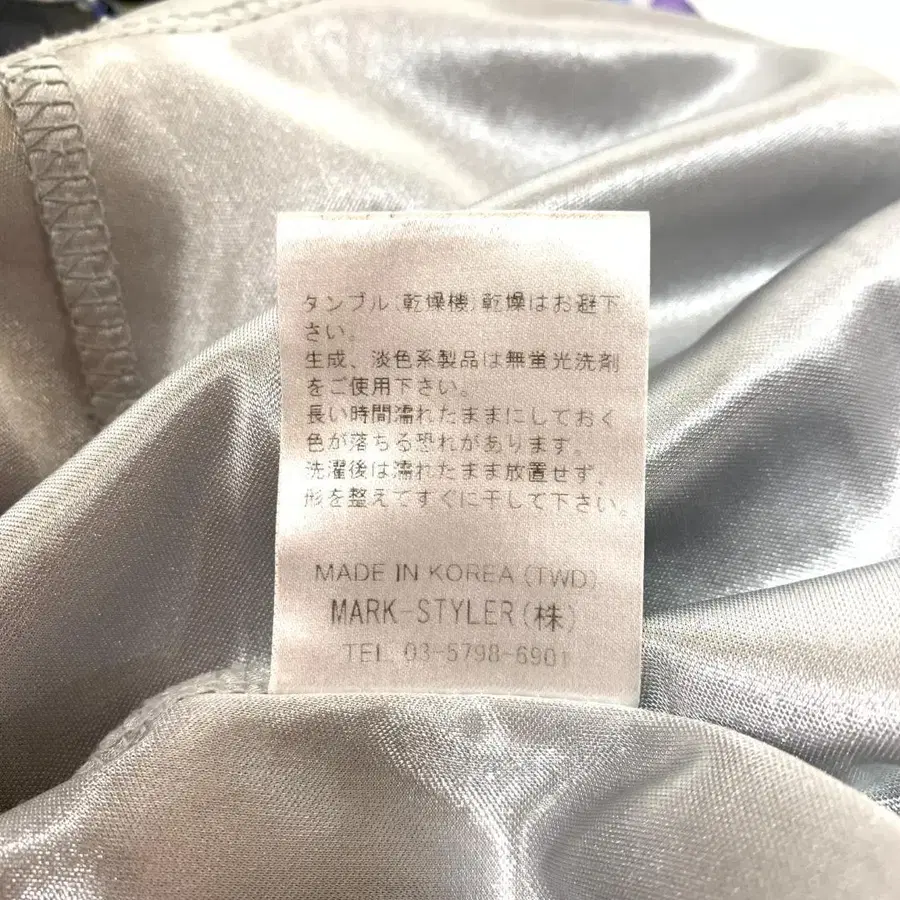 タンブル(乾燥機)乾燥はお避下
さい。
生成、淡色系製品は無蛍光洗剤
をご使用下さい。
長い時間濡れたままにしておく
色が落ちる恐れがあります。
洗濯後は濡れたまま放置せず、
形を整えてすぐに干して下さい。
MADE IN KOREA (TWD)
MARK-STYLER(株)
TEL 03-5798-6901